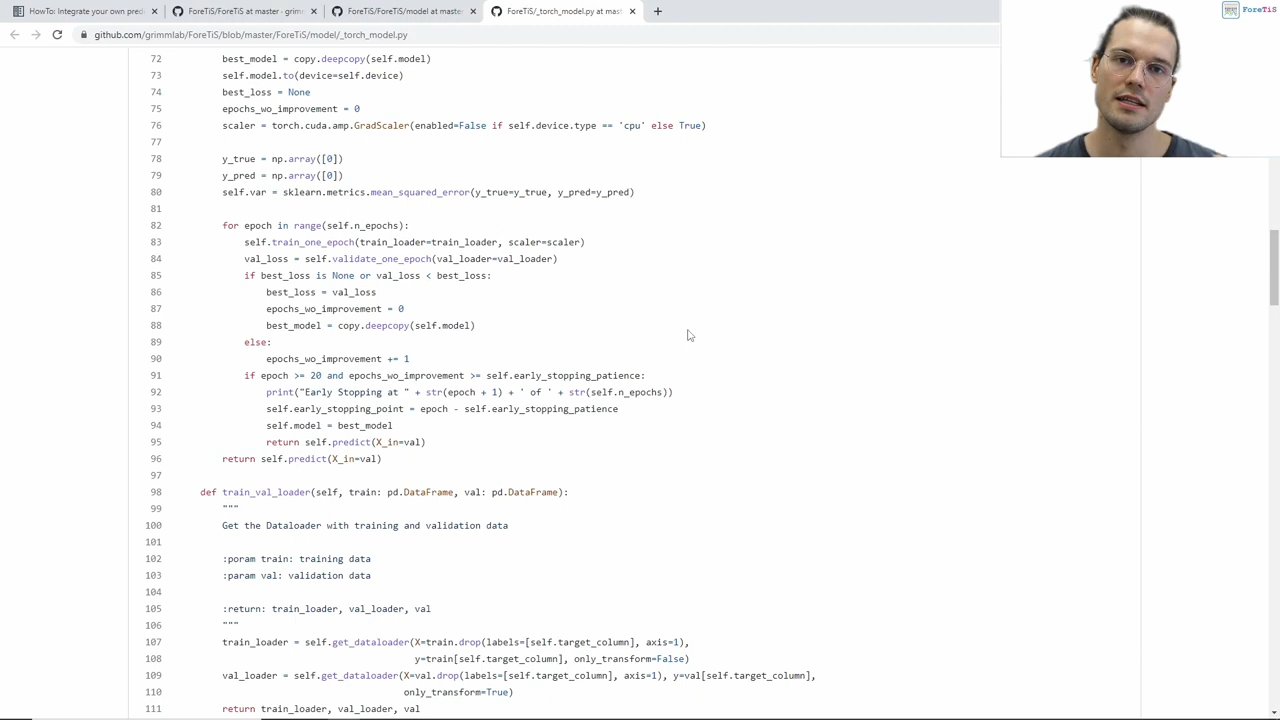 HowTo: Integrate your own pred
ForeTiS/ForeTiS at master · grimm
ForeTiS/ForeTiS/model at master
ForeTiS/_torch_model.py at mast
ForeTiS
github.com/grimmlab/ForeTiS/blob/master/ForeTiS/model/_torch_model.py
72 best_model = copy.deepcopy(self.model)
73 self.model.to(device=self.device)
74 best_loss = None
75 epochs_wo_improvement = 0
76 scaler = torch.cuda.amp.GradScaler(enabled=False if self.device.type == 'cpu' else True)
77
78 y_true = np.array([0])
79 y_pred = np.array([0])
80 self.var = sklearn.metrics.mean_squared_error(y_true=y_true, y_pred=y_pred)
81
82 for epoch in range(self.n_epochs):
83 self.train_one_epoch(train_loader=train_loader, scaler=scaler)
84 val_loss = self.validate_one_epoch(val_loader=val_loader)
85 if best_loss is None or val_loss < best_loss:
86 best_loss = val_loss
87 epochs_wo_improvement = 0
88 best_model = copy.deepcopy(self.model)
89 else:
90 epochs_wo_improvement += 1
91 if epoch >= 20 and epochs_wo_improvement >= self.early_stopping_patience:
92 print("Early Stopping at " + str(epoch + 1) + ' of ' + str(self.n_epochs))
93 self.early_stopping_point = epoch - self.early_stopping_patience
94 self.model = best_model
95 return self.predict(X_in=val)
96 return self.predict(X_in=val)
97
98 def train_val_loader(self, train: pd.DataFrame, val: pd.DataFrame):
99 """
100 Get the Dataloader with training and validation data
101
102 :poram train: training data
103 :param val: validation data
104
105 :return: train_loader, val_loader, val
106 """
107 train_loader = self.get_dataloader(X=train.drop(labels=[self.target_column], axis=1),
108 y=train[self.target_column], only_transform=False)
109 val_loader = self.get_dataloader(X=val.drop(labels=[self.target_column], axis=1), y=val[self.target_column],
110 only_transform=True)
111 return train_loader, val_loader, val